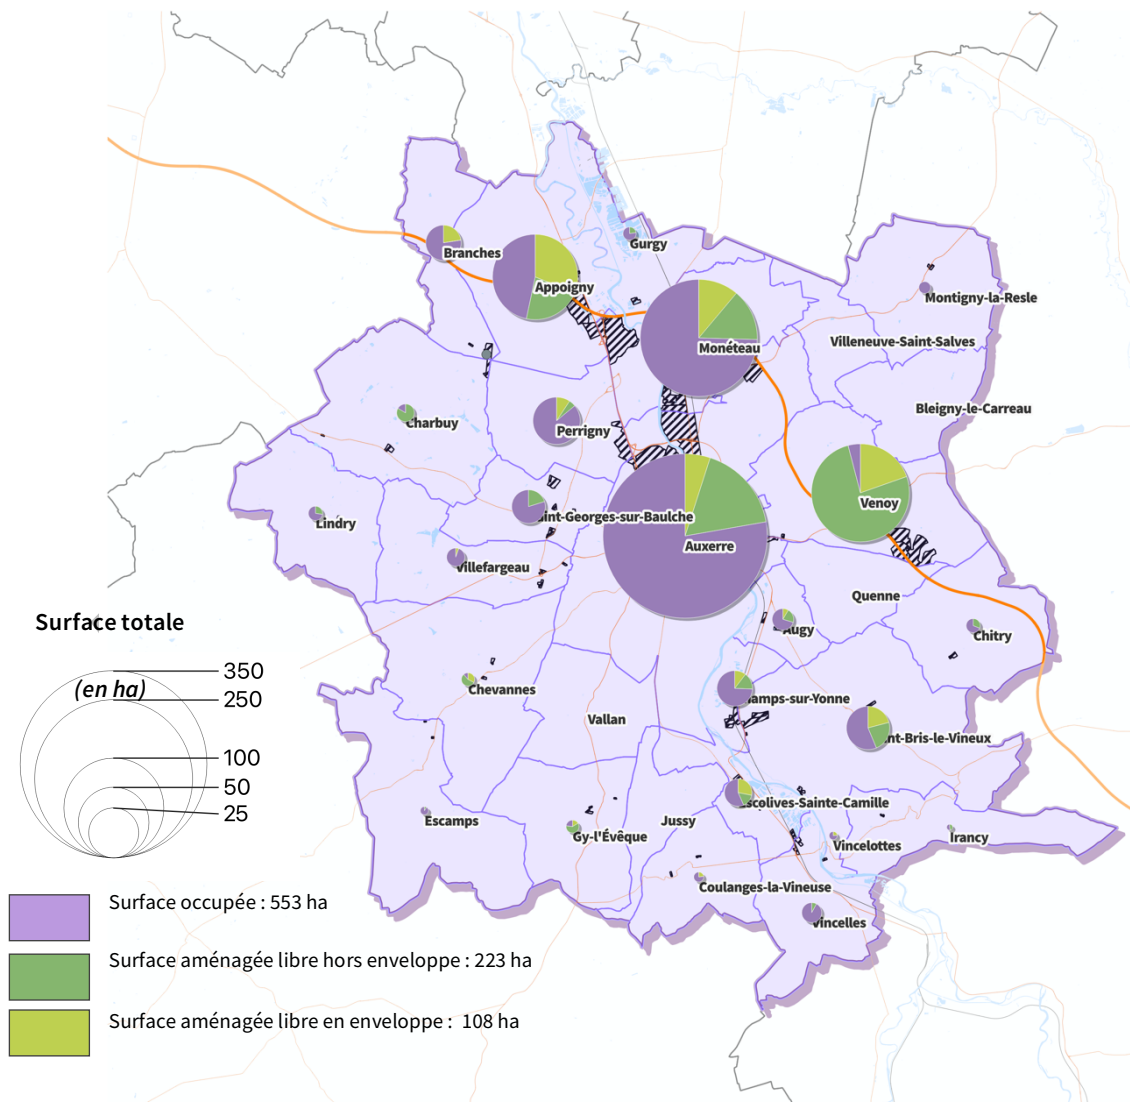 Gurgy
Branches
Appoigny
Montigny-la-Resle
Villeneuve-Saint-Salves
Monéteau
Bleigny-le-Carreau
Charbuy
Perrigny
Venoy
Lindry
int-Georges-sur-Baulche
Auxerre
Villefargeau
Quenne
Augy
Chitry
Chevannes
amps-sur-Yonne
Vallan
nt-Bris-le-Vineux
Escolives-Sainte-Camille
Escamps
Gy-l'Évêque
Jussy
Vincelottes
Irancy
Coulanges-la-Vineuse
Vincelles
Surface totale
(en ha)
350
250
100
50
25
Surface occupée : 553 ha
Surface aménagée libre hors enveloppe : 223 ha
Surface aménagée libre en enveloppe : 108 ha